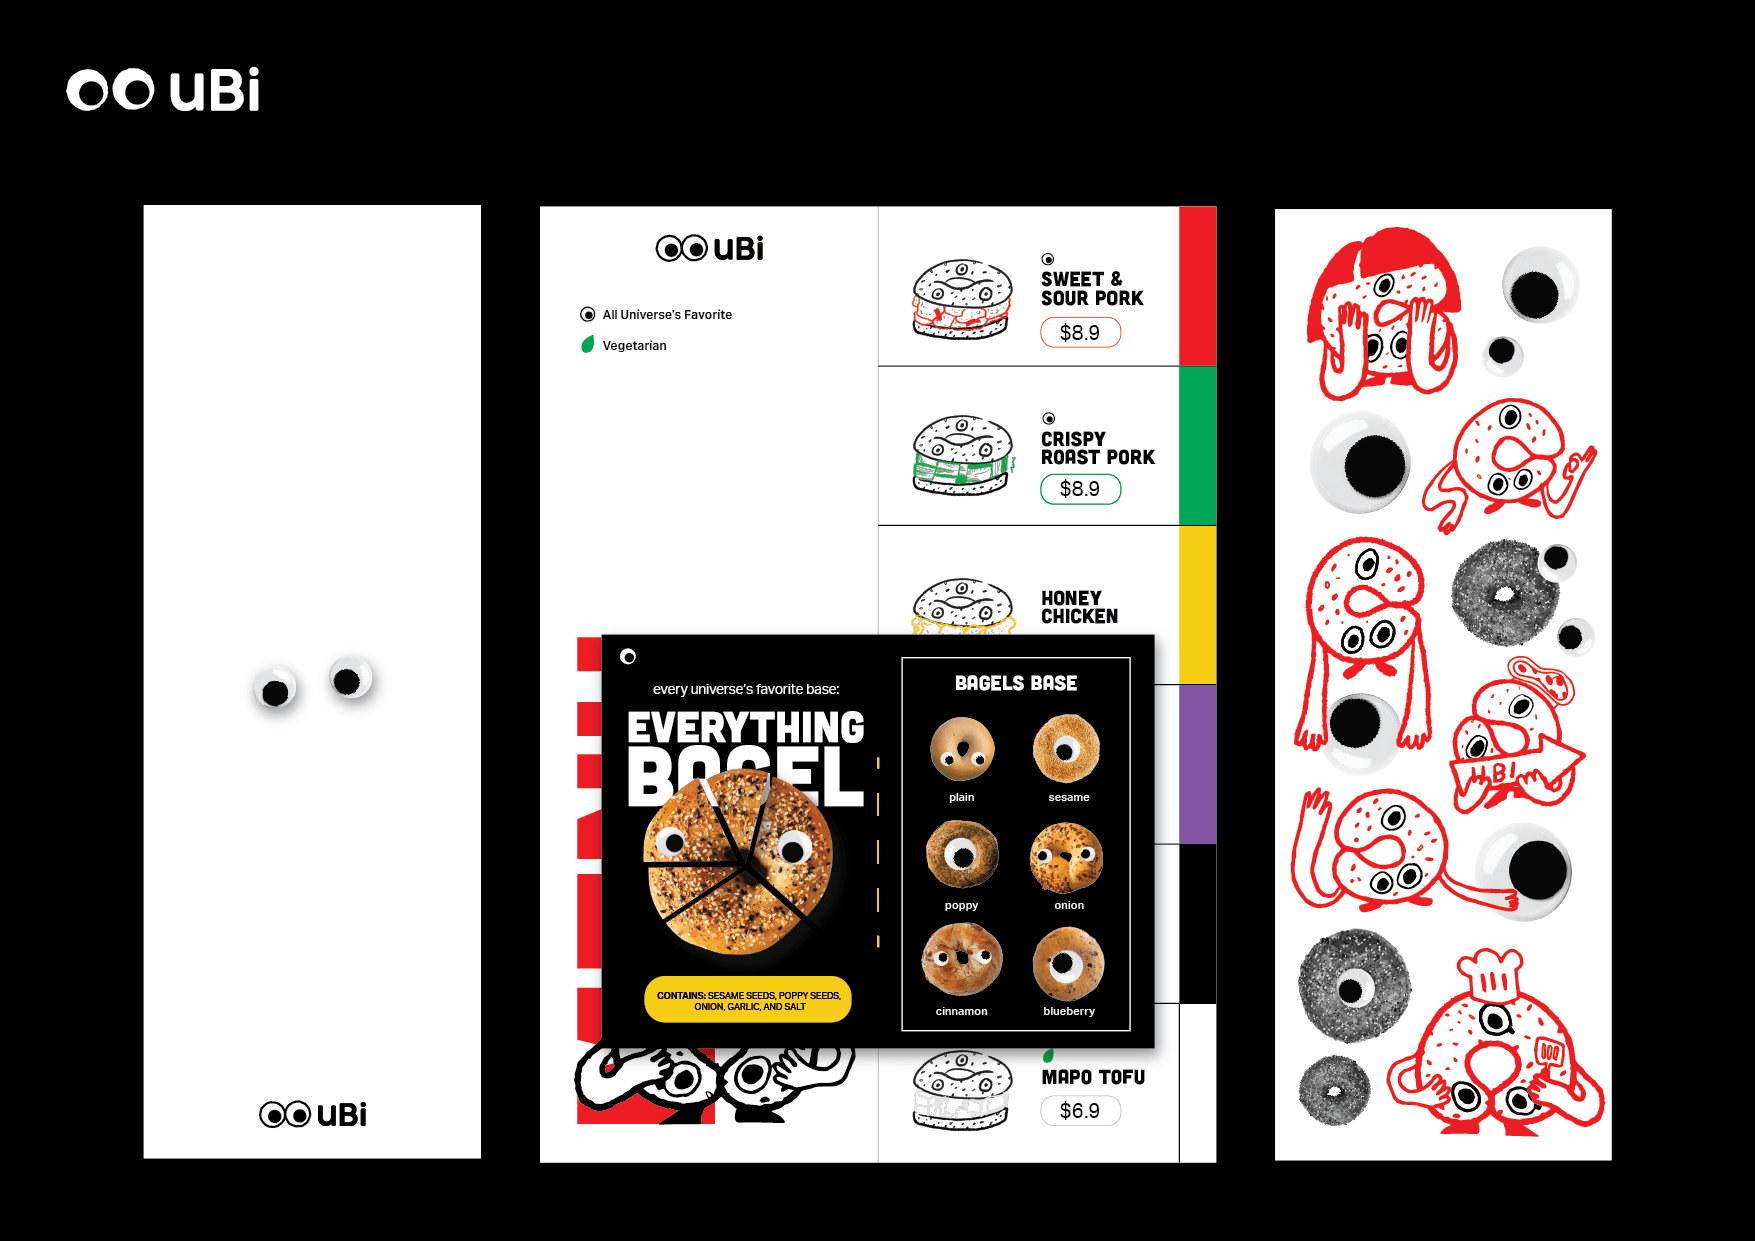 uBi
uBi
uBi
All Universe's Favorite
Vegetarian
SWEET &
SOUR PORK
$8.9
CRISPY
ROAST PORK
$8.9
HONEY
CHICKEN
every universe's favorite base:
EVERYTHING
BAGEL
CONTAINS: SESAME SEEDS, POPPY SEEDS,
ONION, GARLIC, AND SALT
BAGELS BASE
plain
sesame
poppy
onion
cinnamon
blueberry
MAPO TOFU
$6.9
UBI